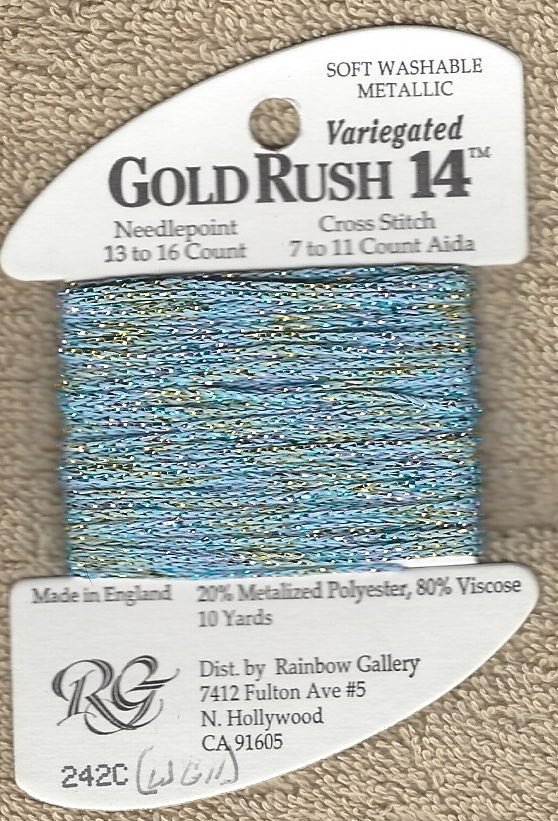 SOFT WASHABLE
METALLIC
Variegated
GOLD RUSH 14™
Needlepoint Cross Stitch
13 to 16 Count 7 to 11 Count Aida
Made in England 20% Metalized Polyester, 80% Viscose
10 Yards
RG
Dist. by Rainbow Gallery
7412 Fulton Ave #5
N. Hollywood
CA 91605
242C